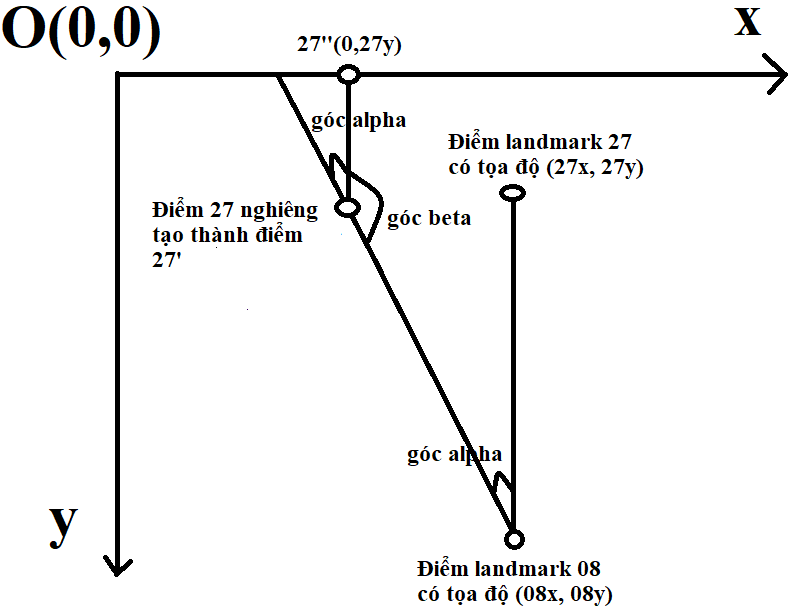 O(0,0)
x
27"(0,27y)
góc alpha
Điểm landmark 27
có tọa độ (27x, 27y)
Điểm 27 nghiêng
tạo thành điểm
27'
góc beta
góc alpha
y
Điểm landmark 08
có tọa độ (08x, 08y)